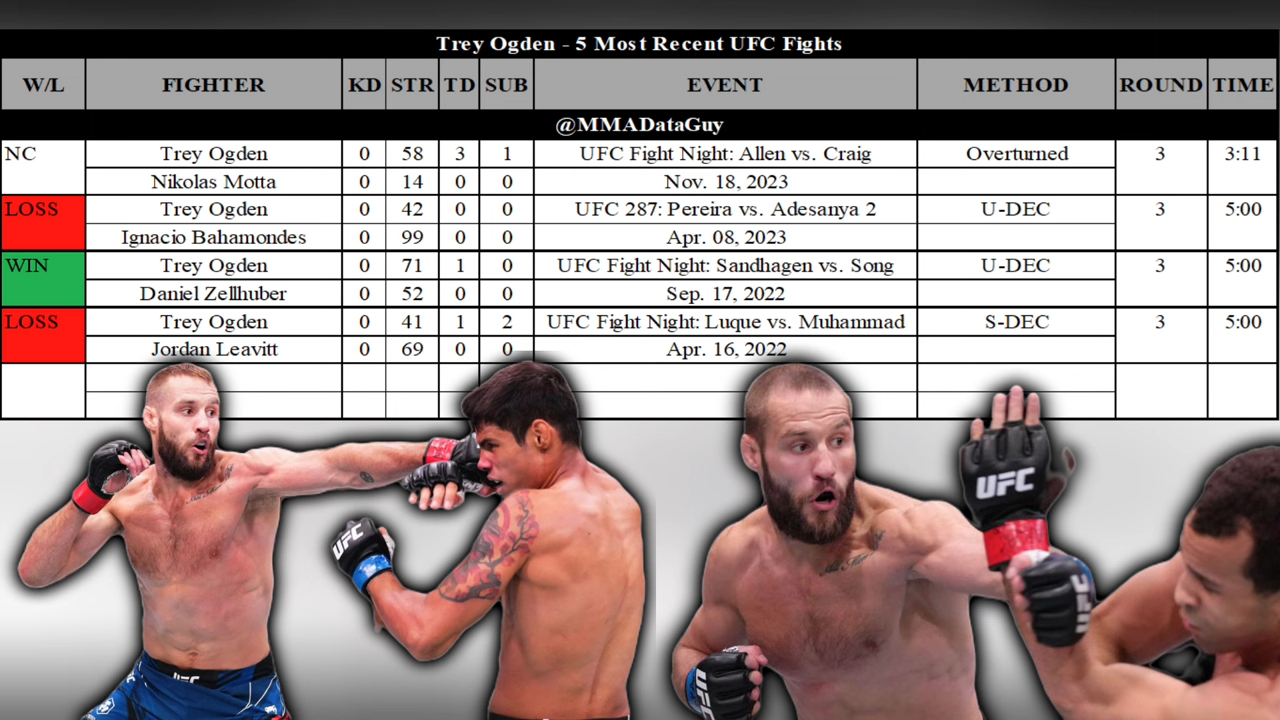 Trey Ogden - 5 Most Recent UFC Fights
W/L FIGHTER KD STR TD SUB EVENT METHOD ROUND TIME
@MMADataGuy
NC Trey Ogden 0 58 3 1 UFC Fight Night: Allen vs. Craig Overturned 3 3:11
Nikolas Motta 0 14 0 0 Nov. 18, 2023
LOSS Trey Ogden 0 42 0 0 UFC 287: Pereira vs. Adesanya 2 U-DEC 3 5:00
Ignacio Bahamondes 0 99 0 0 Apr. 08, 2023
WIN Trey Ogden 0 71 1 0 UFC Fight Night: Sandhagen vs. Song U-DEC 3 5:00
Daniel Zellhuber 0 52 0 0 Sep. 17, 2022
LOSS Trey Ogden 0 41 1 2 UFC Fight Night: Luque vs. Muhammad S-DEC 3 5:00
Jordan Leavitt 0 69 0 0 Apr. 16, 2022
UFC
UFC
UFC
UFC
UFC